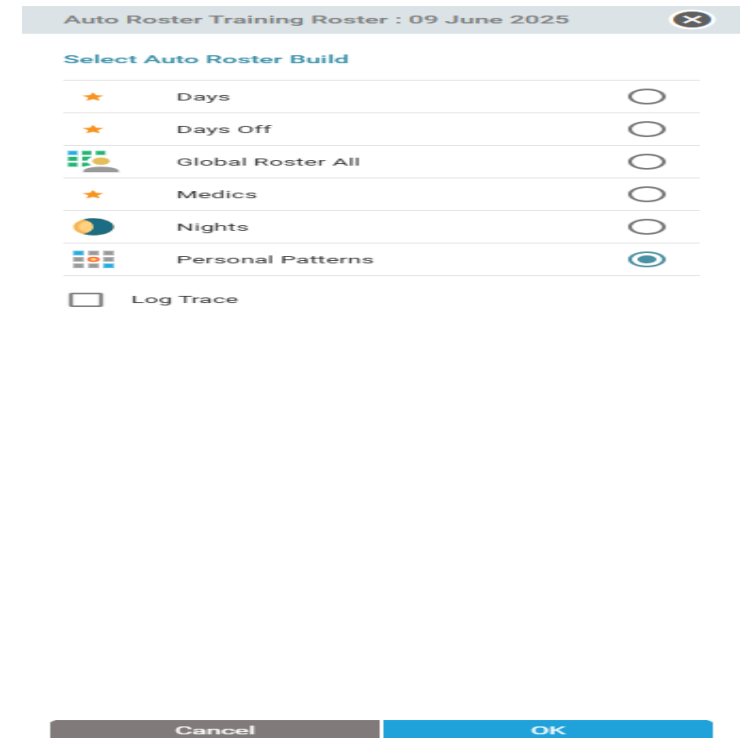 Auto Roster Training Roster : 09 June 2025
Select Auto Roster Build
Days
Days Off
Global Roster All
Medics
Nights
Personal Patterns
Log Trace
Cancel OK